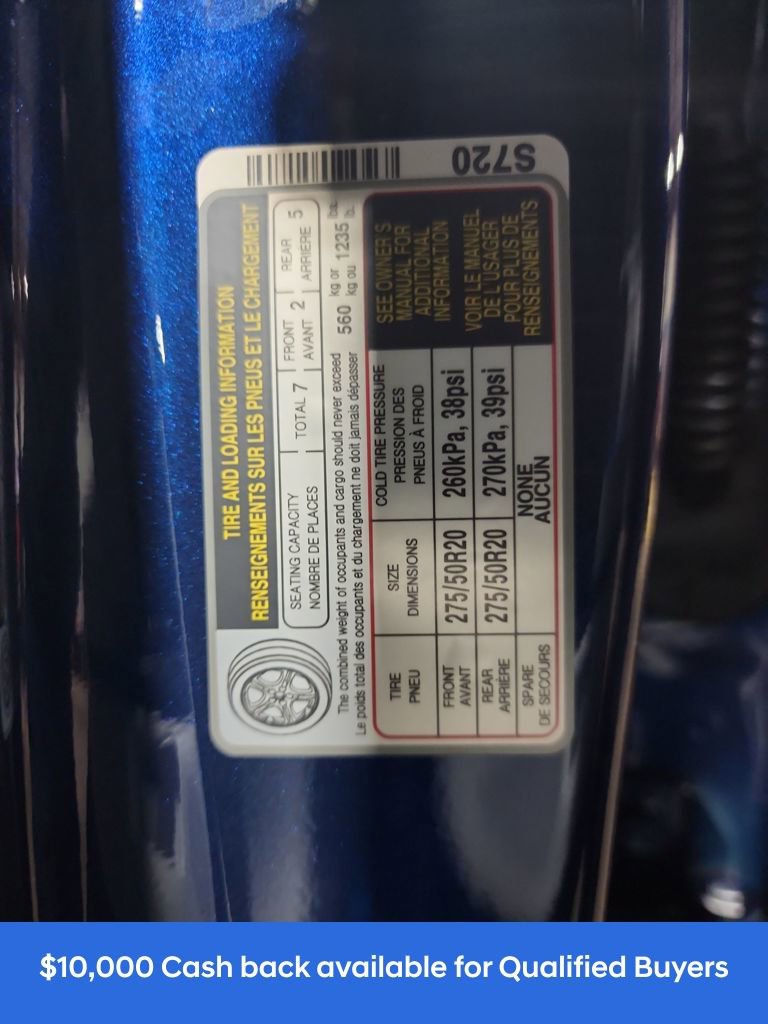 S720
TIRE AND LOADING INFORMATION
RENSEIGNEMENTS SUR LES PNEUS ET LE CHARGEMENT
SEATING CAPACITY
NOMBRE DE PLACES
TOTAL 7
FRONT
AVANT 2
REAR
ARRIÈRE 5
The combined weight of occupants and cargo should never exceed 560 kg or 1235 lbs.
Le poids total des occupants et du chargement ne doit jamais dépasser kg ou lb.
TIRE
PNEU
SIZE
DIMENSIONS
COLD TIRE PRESSURE
PRESSION DES
PNEUS À FROID
FRONT
AVANT
275/50R20
260kPa, 38psi
REAR
ARRIÈRE
275/50R20
270kPa, 39psi
SPARE
DE SECOURS
NONE
AUCUN
SEE OWNER'S
MANUAL FOR
ADDITIONAL
INFORMATION
VOIR LE MANUEL
DE L'USAGER
POUR PLUS DE
RENSEIGNEMENTS
$10,000 Cash back available for Qualified Buyers